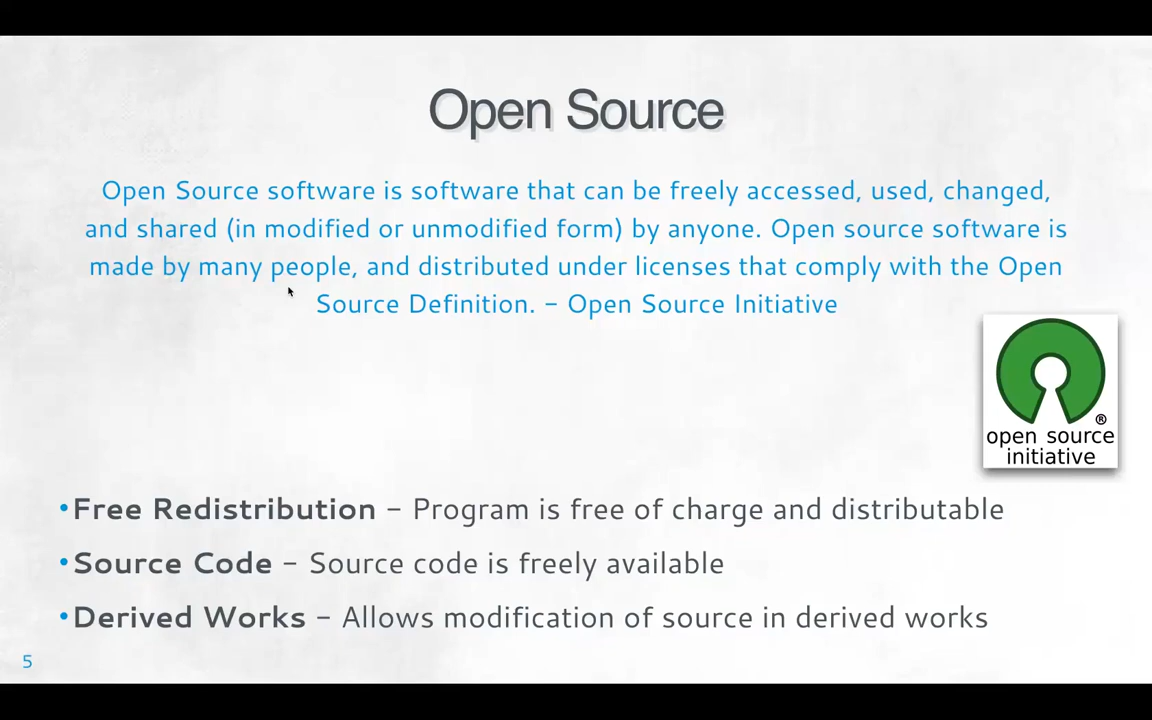 Open Source
Open Source software is software that can be freely accessed, used, changed,
and shared (in modified or unmodified form) by anyone. Open source software is
made by many people, and distributed under licenses that comply with the Open
Source Definition. – Open Source Initiative
®
open source
initiative
•Free Redistribution – Program is free of charge and distributable
•Source Code – Source code is freely available
•Derived Works – Allows modification of source in derived works
5